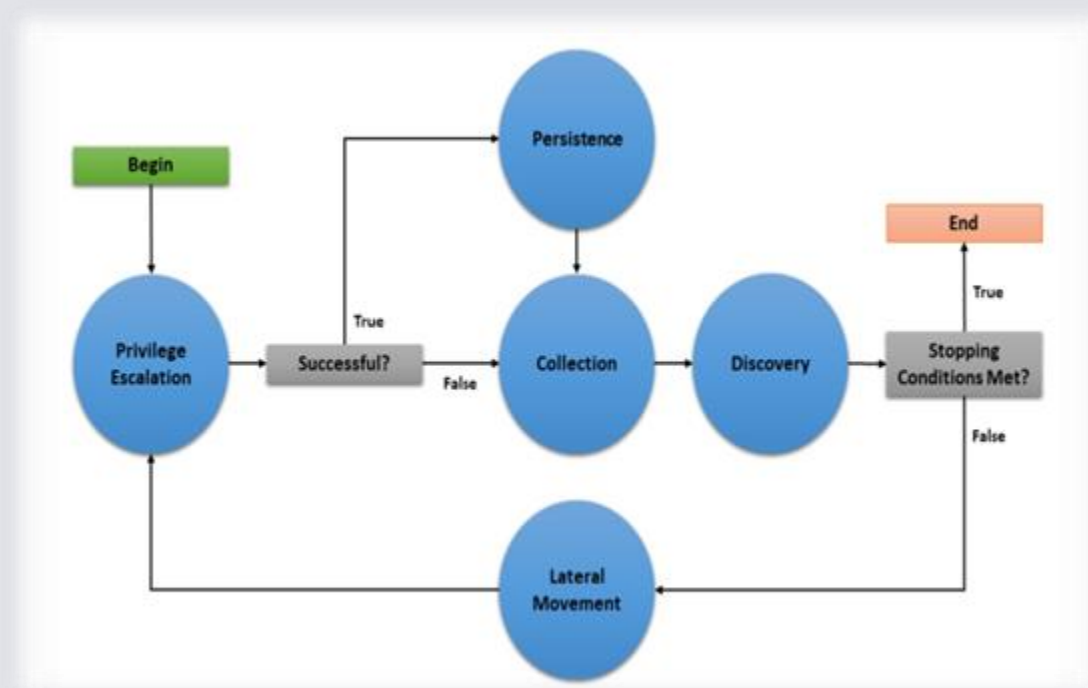 Persistence
Begin
End
True
True
Privilege
Escalation
Successful?
False
Collection
Discovery
Stopping
Conditions Met?
False
Lateral
Movement